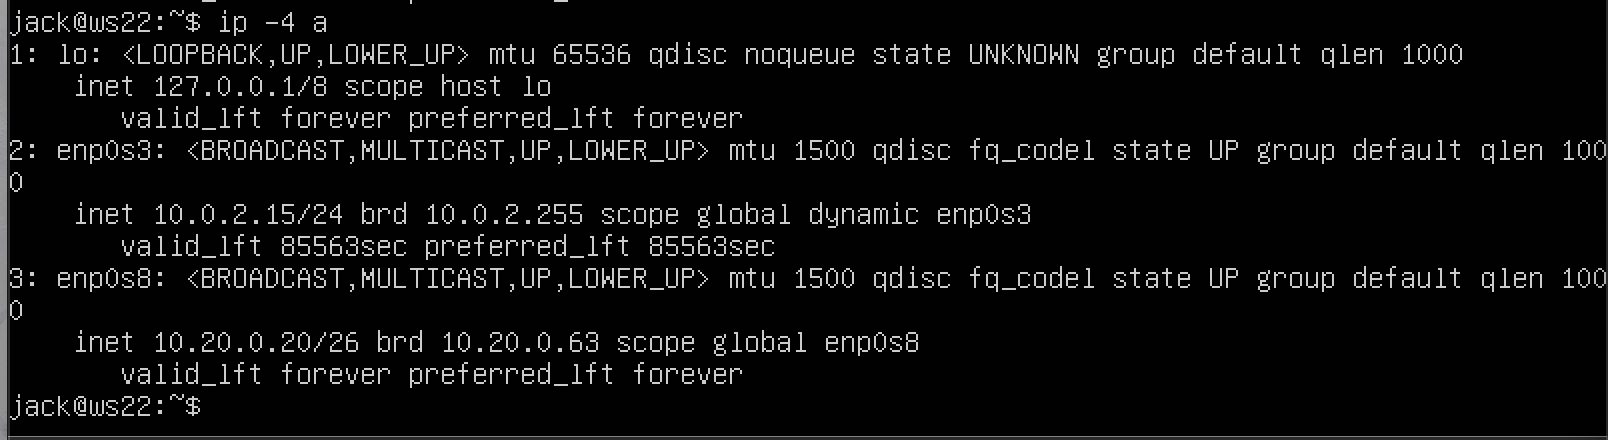 jack@ws22:~$ ip -4 a
1: lo: <LOOPBACK,UP,LOWER_UP> mtu 65536 qdisc noqueue state UNKNOWN group default qlen 1000
    inet 127.0.0.1/8 scope host lo
       valid_lft forever preferred_lft forever
2: enp0s3: <BROADCAST,MULTICAST,UP,LOWER_UP> mtu 1500 qdisc fq_codel state UP group default qlen 100
0
    inet 10.0.2.15/24 brd 10.0.2.255 scope global dynamic enp0s3
       valid_lft 85563sec preferred_lft 85563sec
3: enp0s8: <BROADCAST,MULTICAST,UP,LOWER_UP> mtu 1500 qdisc fq_codel state UP group default qlen 100
0
    inet 10.20.0.20/26 brd 10.20.0.63 scope global enp0s8
       valid_lft forever preferred_lft forever
jack@ws22:~$